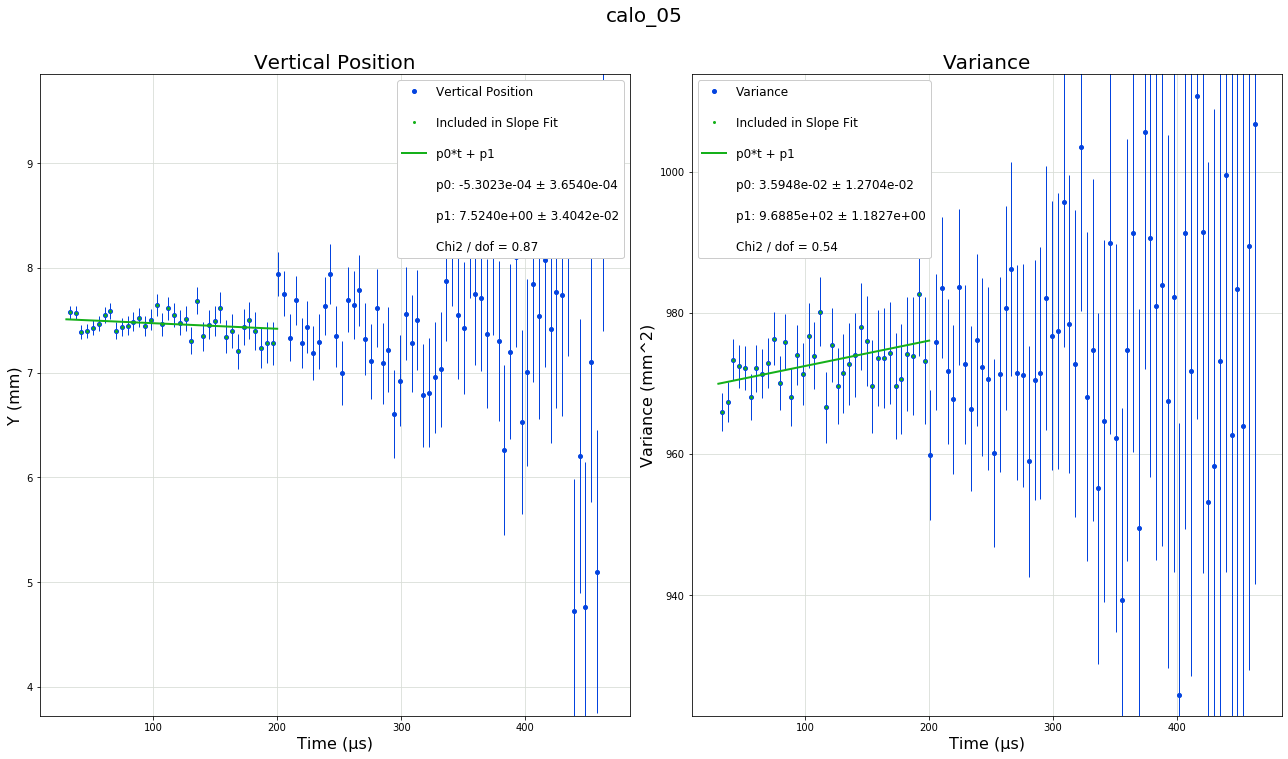 calo_05
Vertical Position
Vertical Position
Included in Slope Fit
p0*t + p1
p0: -5.3023e-04 ± 3.6540e-04
p1: 7.5240e+00 ± 3.4042e-02
Chi2 / dof = 0.87
9
8
7
6
5
4
Y (mm)
100 200 300 400
Time (μs)
Variance
Variance
Included in Slope Fit
p0*t + p1
p0: 3.5948e-02 ± 1.2704e-02
p1: 9.6885e+02 ± 1.1827e+00
Chi2 / dof = 0.54
1000
980
960
940
Variance (mm^2)
100 200 300 400
Time (μs)